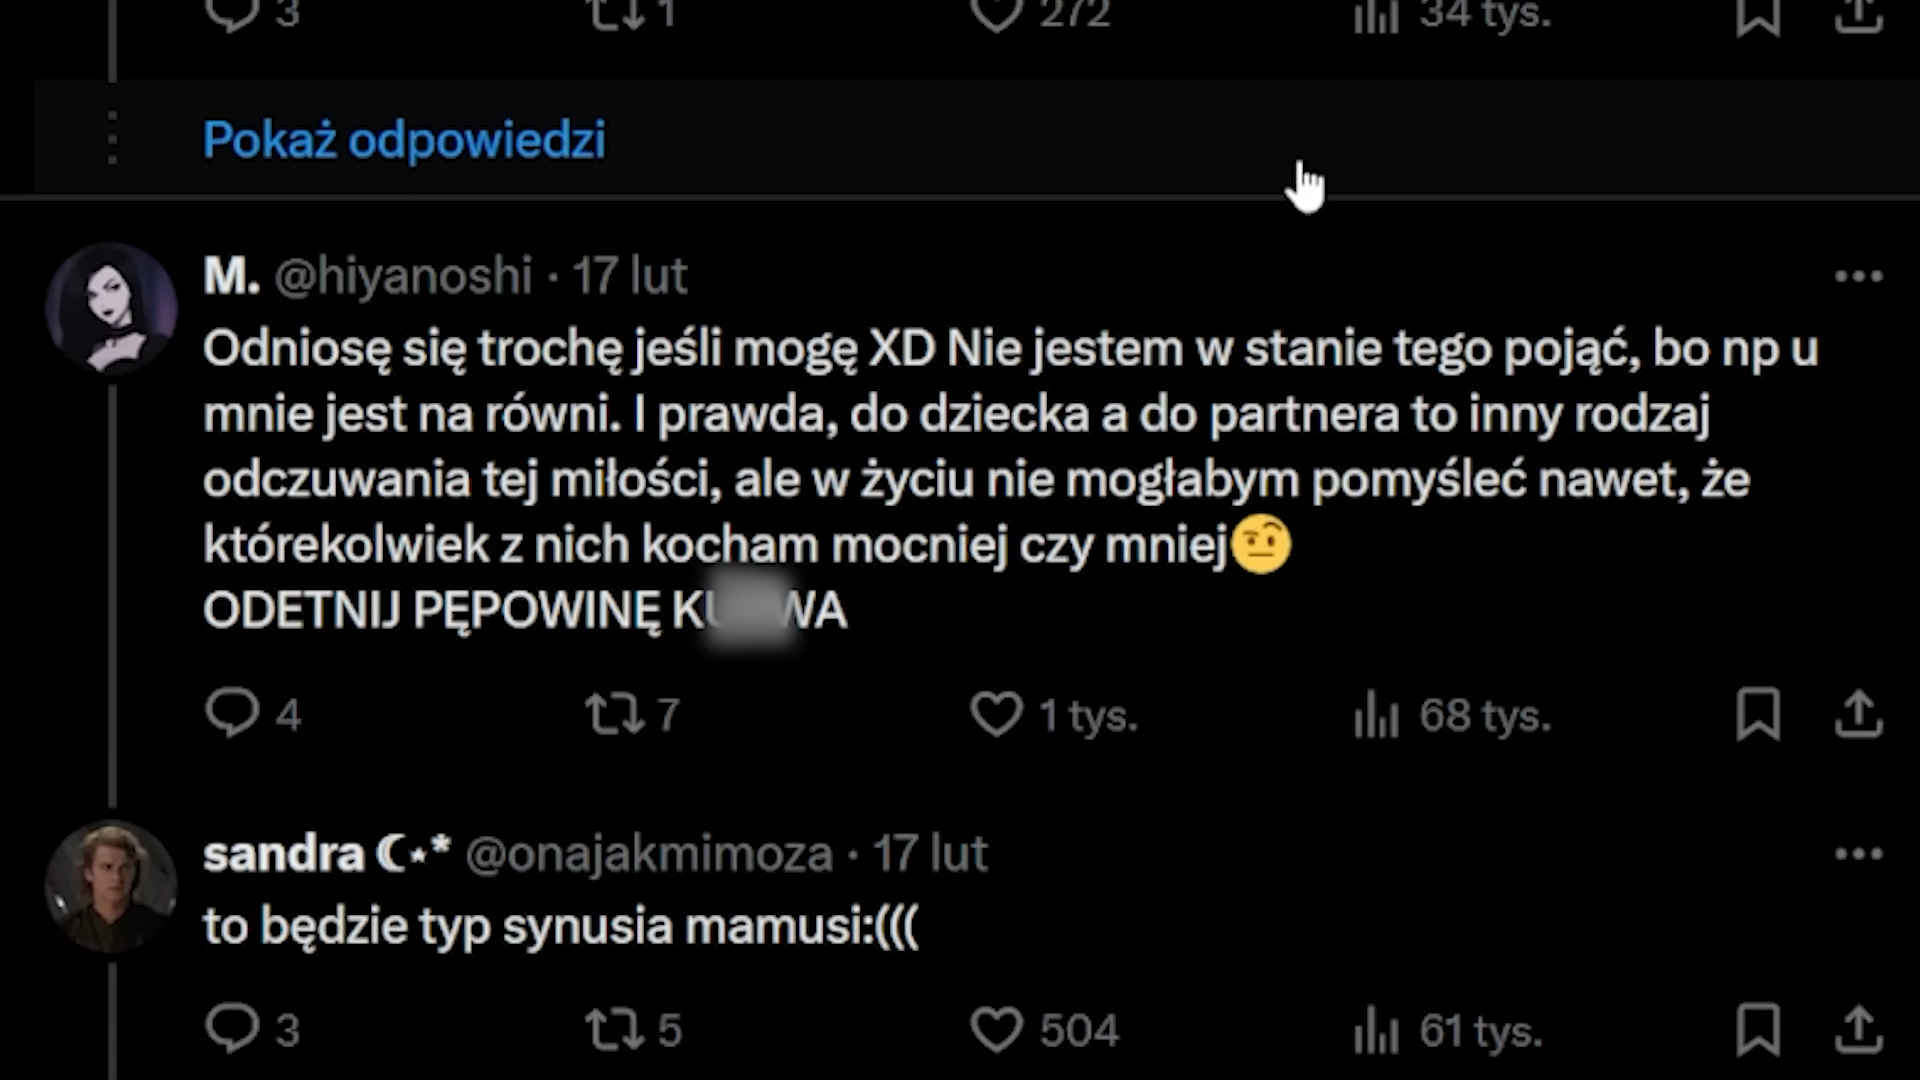 3 1 272 34 tys.
Pokaż odpowiedzi
M. @hiyanoshi · 17 lut
Odniosę się trochę jeśli mogę XD Nie jestem w stanie tego pojąć, bo np u
mnie jest na równi. I prawda, do dziecka a do partnera to inny rodzaj
odczuwania tej miłości, ale w życiu nie mogłabym pomyśleć nawet, że
którekolwiek z nich kocham mocniej czy mniej🤨
ODETNIJ PĘPOWINĘ
4 7 1 tys. 68 tys.
sandra ☾⋆* @onajakmimoza · 17 lut
to będzie typ synusia mamusi:(((
3 5 504 61 tys.